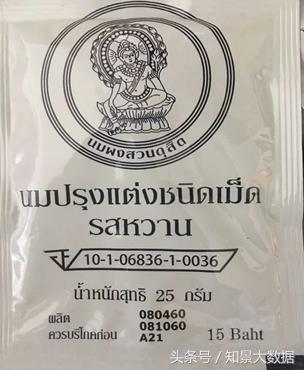 นมผงสวนดุสิต
นมปรุงแต่งชนิดเม็ด
รสหวาน
10-1-06836-1-0036
น้ำหนักสุทธิ 25 กรัม
ผลิต 080460
ควรบริโภคก่อน 081060
A21 15 Baht
头条号 / 知景大数据